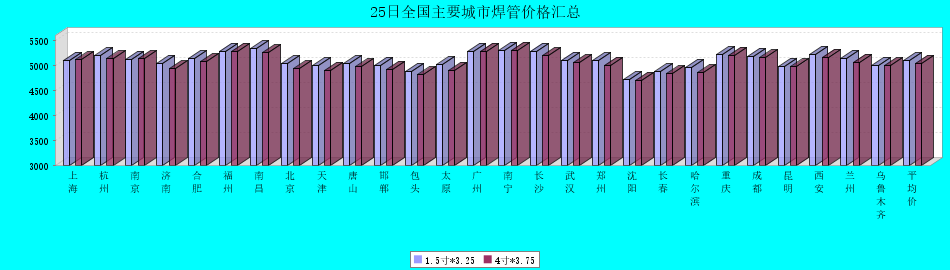 25日全国主要城市焊管价格汇总
5500
5000
4500
4000
3500
3000
上海 杭州 南京 济南 合肥 福州 南昌 北京 天津 唐山 邯郸 包头 太原 广州 南宁 长沙 武汉 郑州 沈阳 长春 哈尔滨 重庆 成都 昆明 西安 兰州 乌鲁木齐 平均价
1.5寸*3.25 4寸*3.75